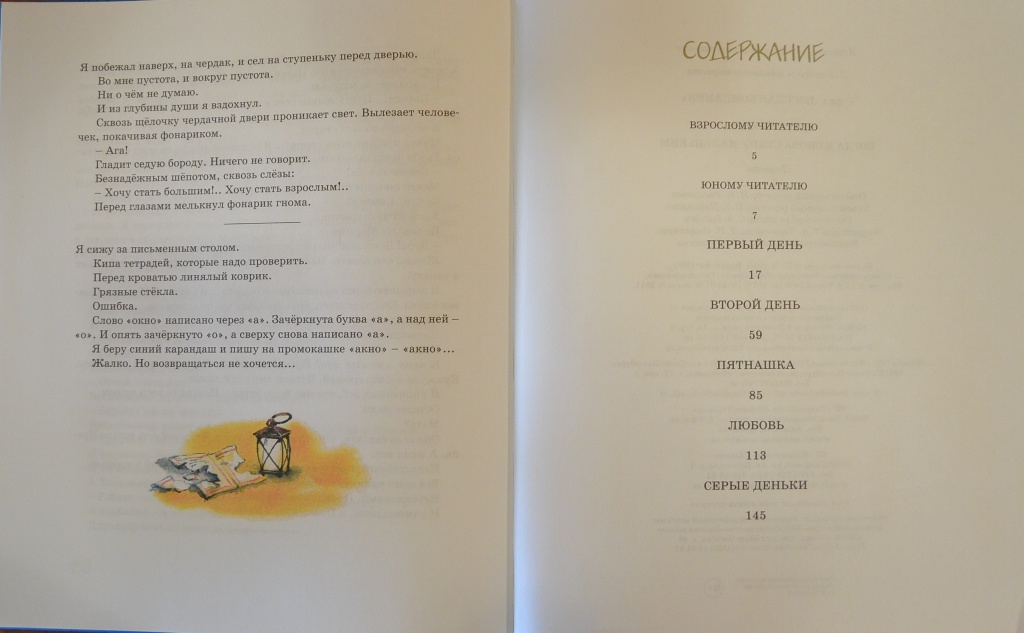 Я побежал наверх, на чердак, и сел на ступеньку перед дверью.
Во мне пустота, и вокруг пустота.
Ни о чём не думаю.
И из глубины души я вздохнул.
Сквозь щёлочку чердачной двери проникает свет. Вылезает челове-
чек, покачивая фонариком.
– Ага!
Гладит седую бороду. Ничего не говорит.
Безнадёжным шёпотом, сквозь слёзы:
– Хочу стать большим!.. Хочу стать взрослым!..
Перед глазами мелькнул фонарик гнома.
Я сижу за письменным столом.
Кипа тетрадей, которые надо проверить.
Перед кроватью линялый коврик.
Грязные стёкла.
Ошибка.
Слово «окно» написано через «а». Зачёркнута буква «а», а над ней –
«о». И опять зачёркнуто «о», а сверху снова написано «а».
Я беру синий карандаш и пишу на промокашке «акно» – «акно»...
Жалко. Но возвращаться не хочется...
СОДЕРЖАНИЕ
ВЗРОСЛОМУ ЧИТАТЕЛЮ
5
ЮНОМУ ЧИТАТЕЛЮ
7
ПЕРВЫЙ ДЕНЬ
17
ВТОРОЙ ДЕНЬ
59
ПЯТНАШКА
85
ЛЮБОВЬ
113
СЕРЫЕ ДЕНЬКИ
145